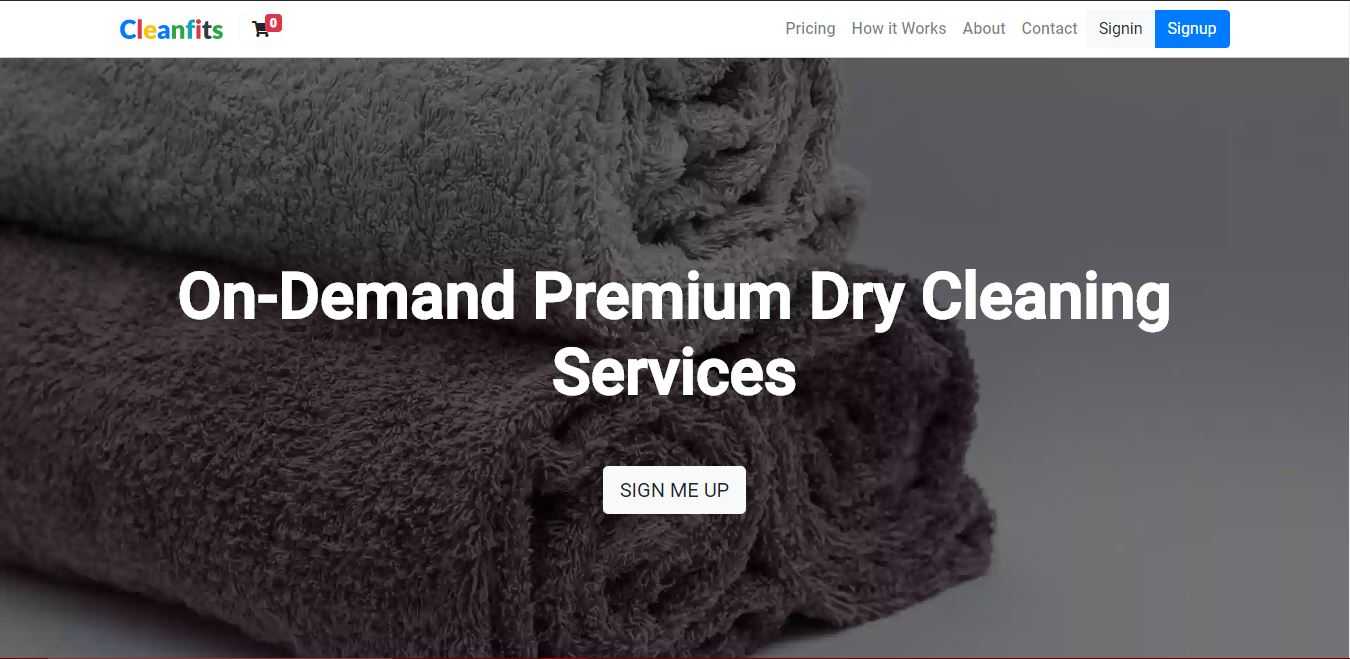 Cleanfits 0 Pricing How it Works About Contact Signin Signup
On-Demand Premium Dry Cleaning
Services
SIGN ME UP